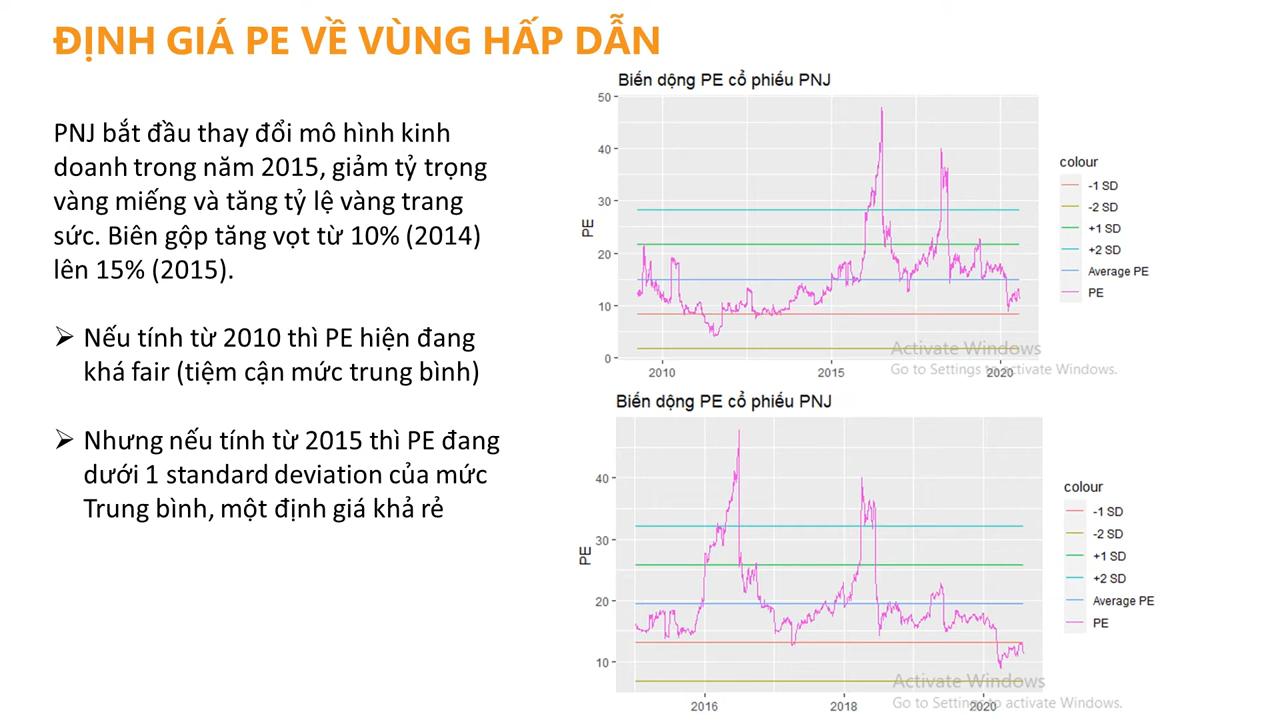 ĐỊNH GIÁ PE VỀ VÙNG HẤP DẪN
PNJ bắt đầu thay đổi mô hình kinh
doanh trong năm 2015, giảm tỷ trọng
vàng miếng và tăng tỷ lệ vàng trang
sức. Biên gộp tăng vọt từ 10% (2014)
lên 15% (2015).
➢ Nếu tính từ 2010 thì PE hiện đang
khá fair (tiệm cận mức trung bình)
➢ Nhưng nếu tính từ 2015 thì PE đang
dưới 1 standard deviation của mức
Trung bình, một định giá khả rẻ
Biến dộng PE cổ phiếu PNJ
50
40
30
20
10
0
PE
2010
2015
2020
colour
-1 SD
-2 SD
+1 SD
+2 SD
Average PE
PE
Activate Windows
Go to Settings to activate Windows.
Biến dộng PE cổ phiếu PNJ
40
30
20
10
PE
2016
2018
2020
colour
-1 SD
-2 SD
+1 SD
+2 SD
Average PE
PE
Activate Windows
Go to Settings to activate Windows.